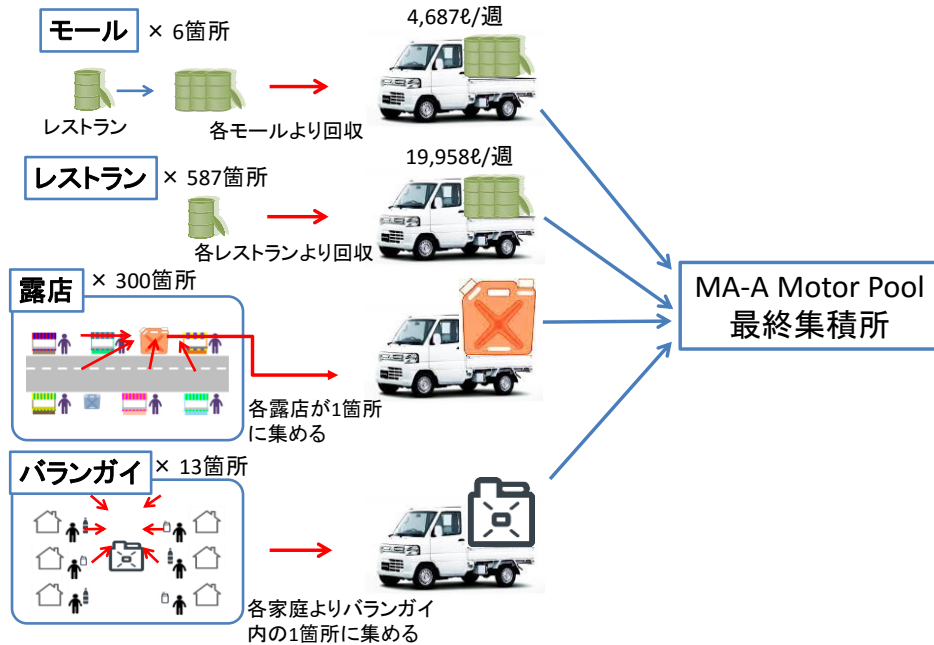 モール × 6箇所
4,687ℓ/週
レストラン
各モールより回収
レストラン × 587箇所
19,958ℓ/週
各レストランより回収
露店 × 300箇所
各露店が1箇所
に集める
バランガイ × 13箇所
各家庭よりバランガイ
内の1箇所に集める
MA-A Motor Pool
最終集積所